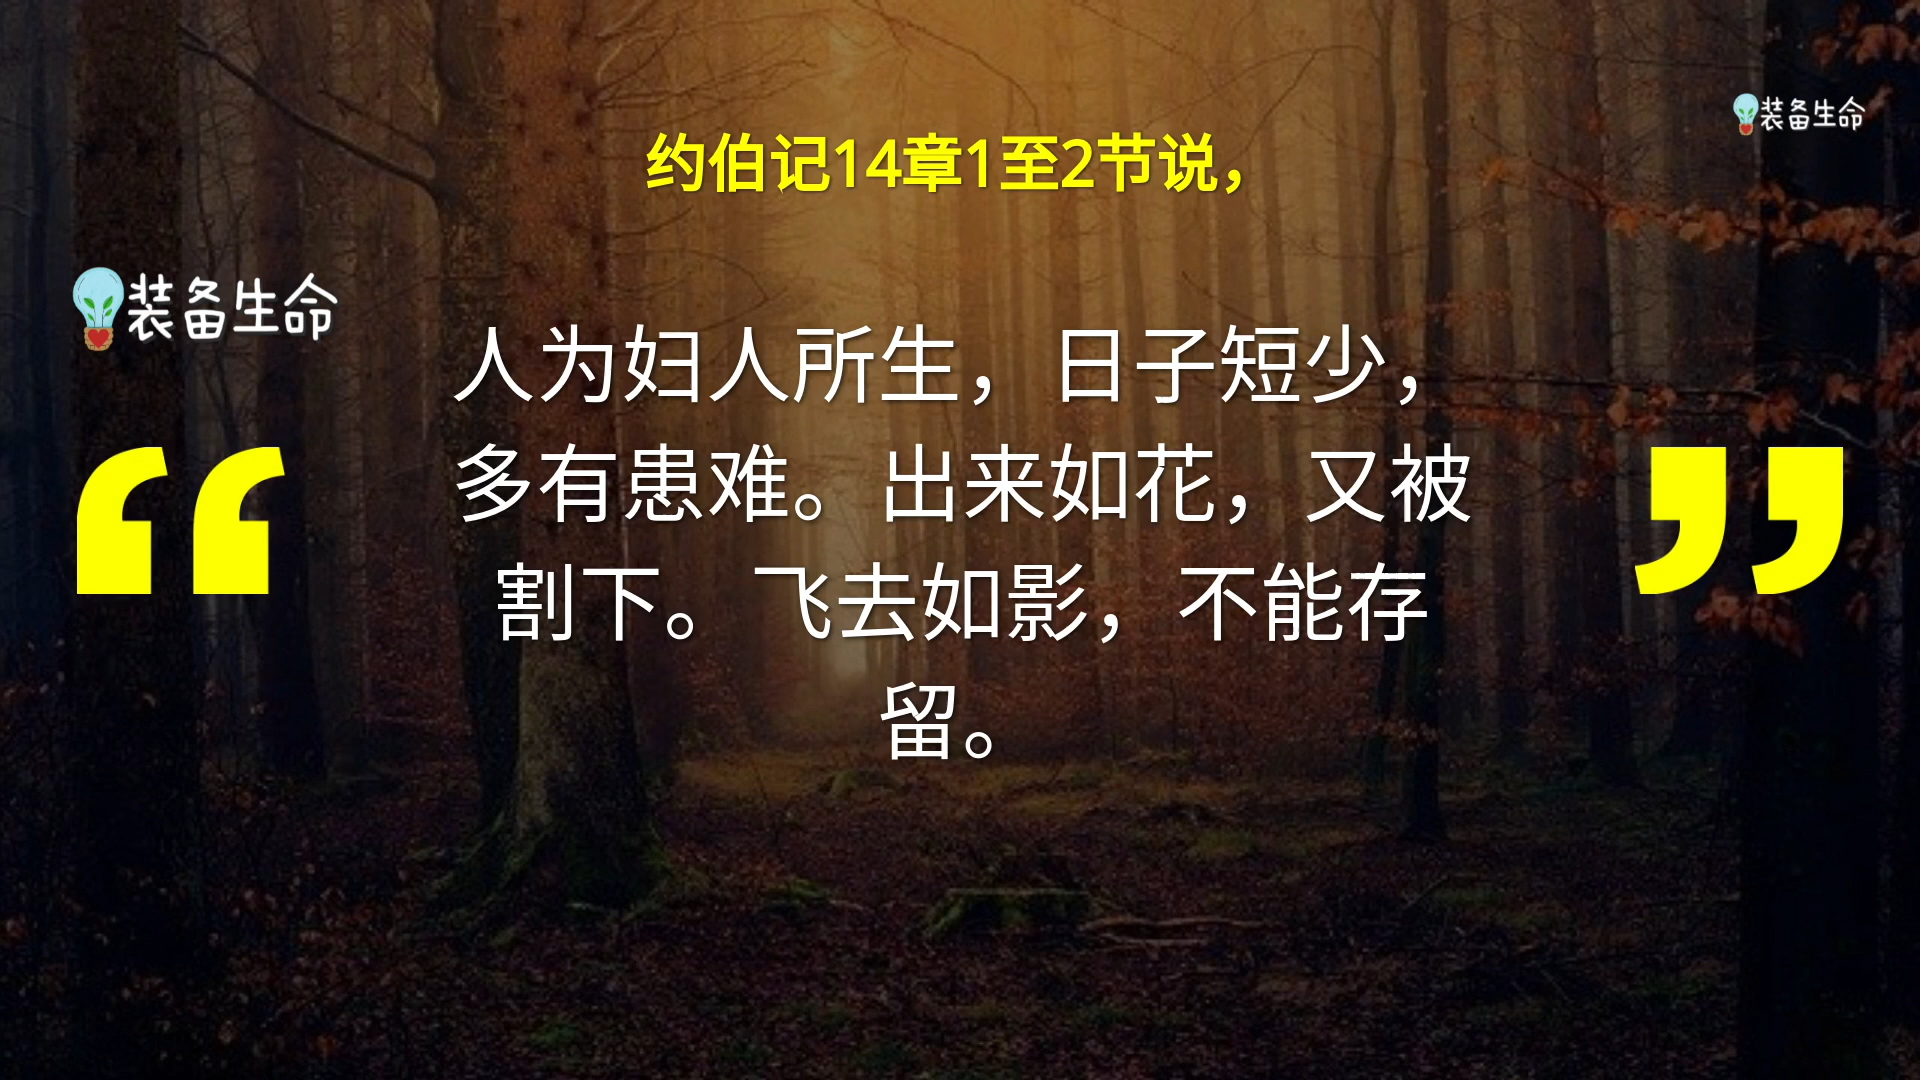 装备生命
约伯记14章1至2节说，
装备生命
人为妇人所生，日子短少，
多有患难。出来如花，又被
割下。飞去如影，不能存
留。
“ ”